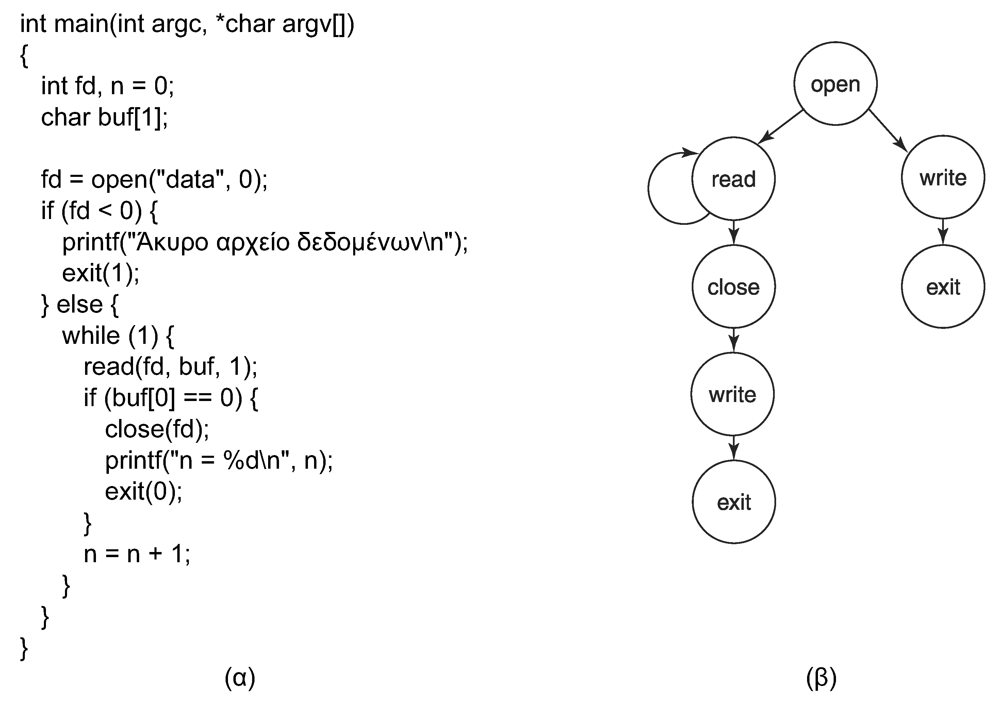 int main(int argc, *char argv[])
{
int fd, n = 0;
char buf[1];
fd = open("data", 0);
if (fd < 0) {
printf("Άκυρο αρχείο δεδομένων\n");
exit(1);
} else {
while (1) {
read(fd, buf, 1);
if (buf[0] == 0) {
close(fd);
printf("n = %d\n", n);
exit(0);
}
n = n + 1;
}
}
}
(α)
open
read
write
close
exit
write
exit
(β)